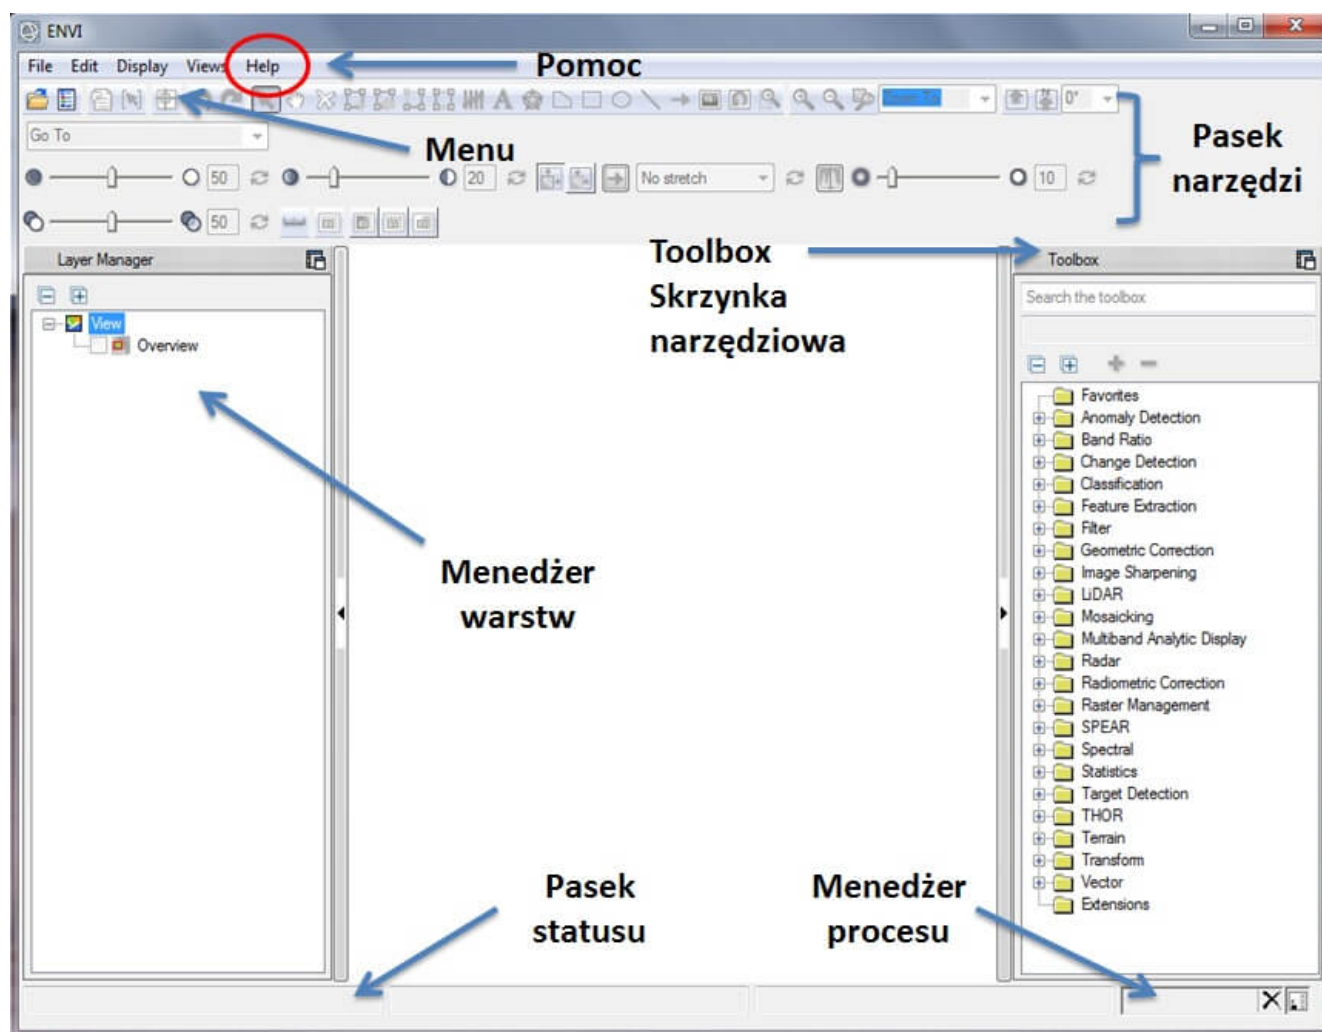 ENVI
File Edit Display Views Help
Pomoc
0°
Go To
Menu
Pasek
narzędzi
50
20
No stretch
10
50
Layer Manager
View
Overview
Toolbox
Skrzynka
narzędziowa
Menedżer
warstw
Toolbox
Search the toolbox
Favorites
Anomaly Detection
Band Ratio
Change Detection
Classification
Feature Extraction
Filter
Geometric Correction
Image Sharpening
LiDAR
Mosaicking
Multiband Analytic Display
Radar
Radiometric Correction
Raster Management
SPEAR
Spectral
Statistics
Target Detection
THOR
Terrain
Transform
Vector
Extensions
Pasek
statusu
Menedżer
procesu